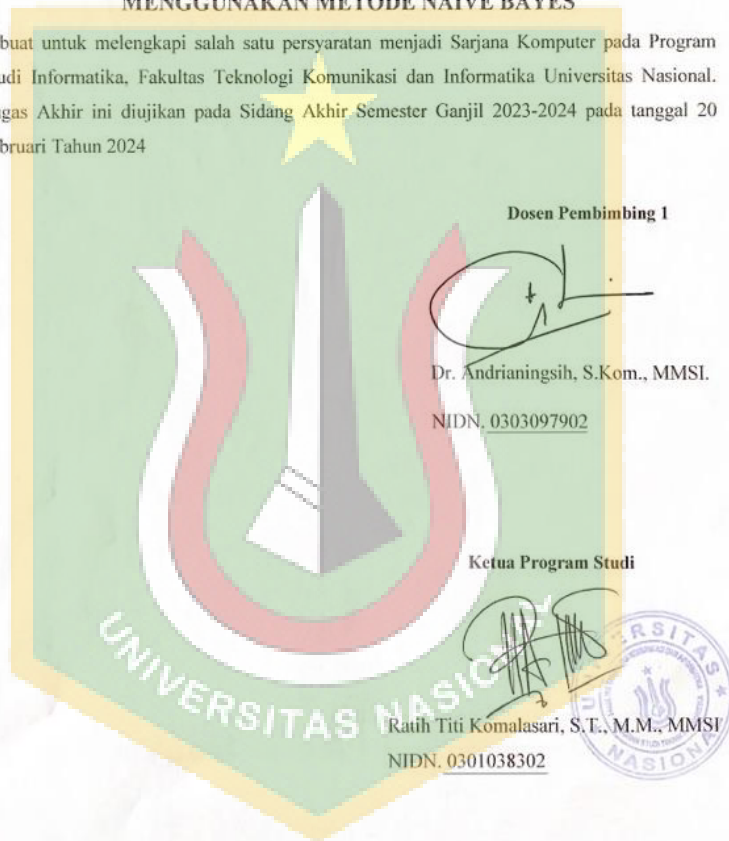 MENGGUNAKAN METODE NAIVE BAYES
buat untuk melengkapi salah satu persyaratan menjadi Sarjana Komputer pada Program
udi Informatika, Fakultas Teknologi Komunikasi dan Informatika Universitas Nasional.
gas Akhir ini diujikan pada Sidang Akhir Semester Ganjil 2023-2024 pada tanggal 20
bruari Tahun 2024
Dosen Pembimbing 1
Dr. Andrianingsih, S.Kom., MMSI.
NIDN. 0303097902
Ketua Program Studi
Ratih Titi Komalasari, S.T., M.M., MMSI
NIDN. 0301038302
UNIVERSITAS NASIONAL
UNIVERSITAS
NASIONAL